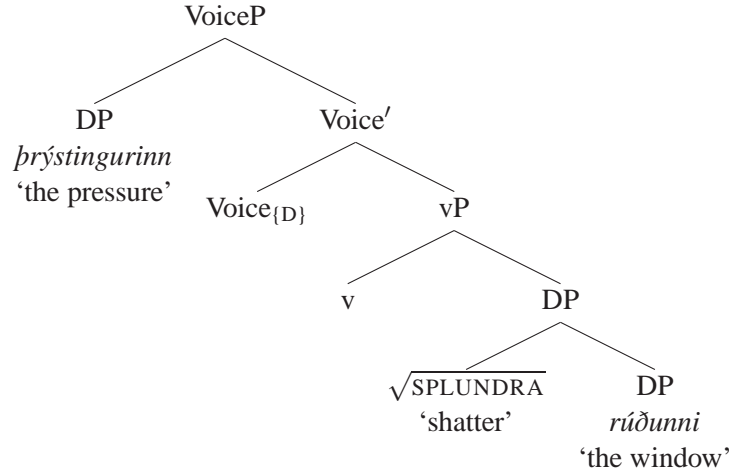 VoiceP
DP Voice′
þrýstingurinn
‘the pressure’
Voice{D} vP
v DP
√SPLUNDRA DP
‘shatter’ rúðunni
‘the window’